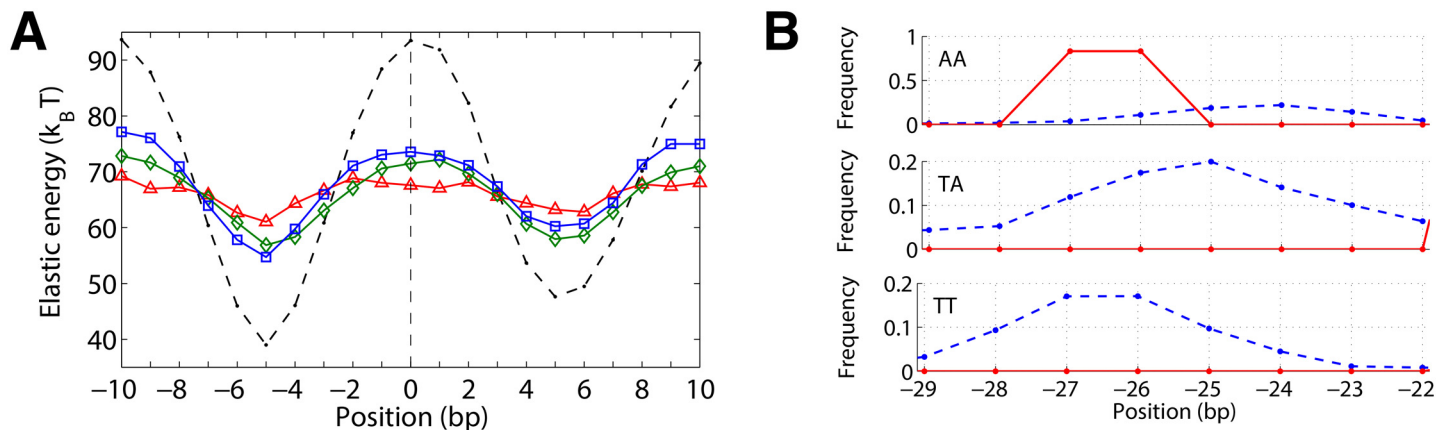 A
Elastic energy (k_B T)
90
80
70
60
50
40
−10 −8 −6 −4 −2 0 2 4 6 8 10
Position (bp)
B
Frequency
1
0.5
0
AA
Frequency
0.2
0.1
0
TA
Frequency
0.2
0.1
0
TT
−29 −28 −27 −26 −25 −24 −23 −22
Position (bp)